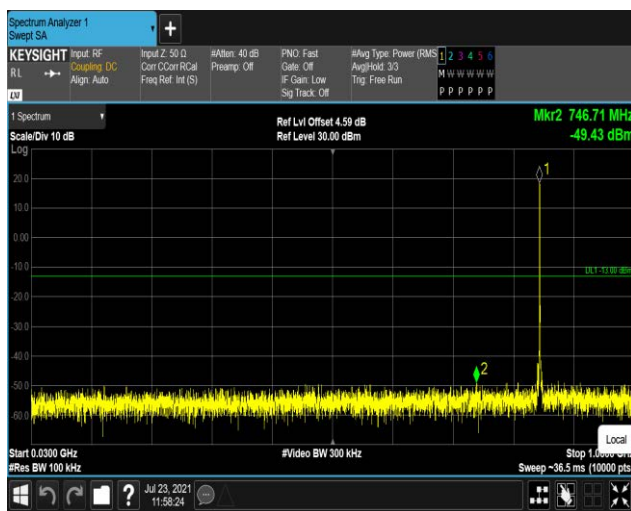 Spectrum Analyzer 1
Swept SA
KEYSIGHT
RL
LXI
Input: RF
Coupling: DC
Align: Auto
Input Z: 50 Ω
Corr CCorr RCal
Freq Ref: Int (S)
#Atten: 40 dB
Preamp: Off
PNO: Fast
Gate: Off
IF Gain: Low
Sig Track: Off
#Avg Type: Power (RMS
Avg|Hold: 3/3
Trig: Free Run
1 2 3 4 5 6
M W W W W W
P P P P P P
1 Spectrum
Scale/Div 10 dB
Ref Lvl Offset 4.59 dB
Ref Level 30.00 dBm
Mkr2 746.71 MHz
-49.43 dBm
Log
1
20.0
10.0
0.00
-10.0
DL1 -13.00 dBm
-20.0
-30.0
-40.0
2
-50.0
-60.0
Local
Start 0.0300 GHz
#Res BW 100 kHz
#Video BW 300 kHz
Stop 1.0000 GHz
Sweep ~36.5 ms (10000 pts
?
Jul 23, 2021
11:58:24